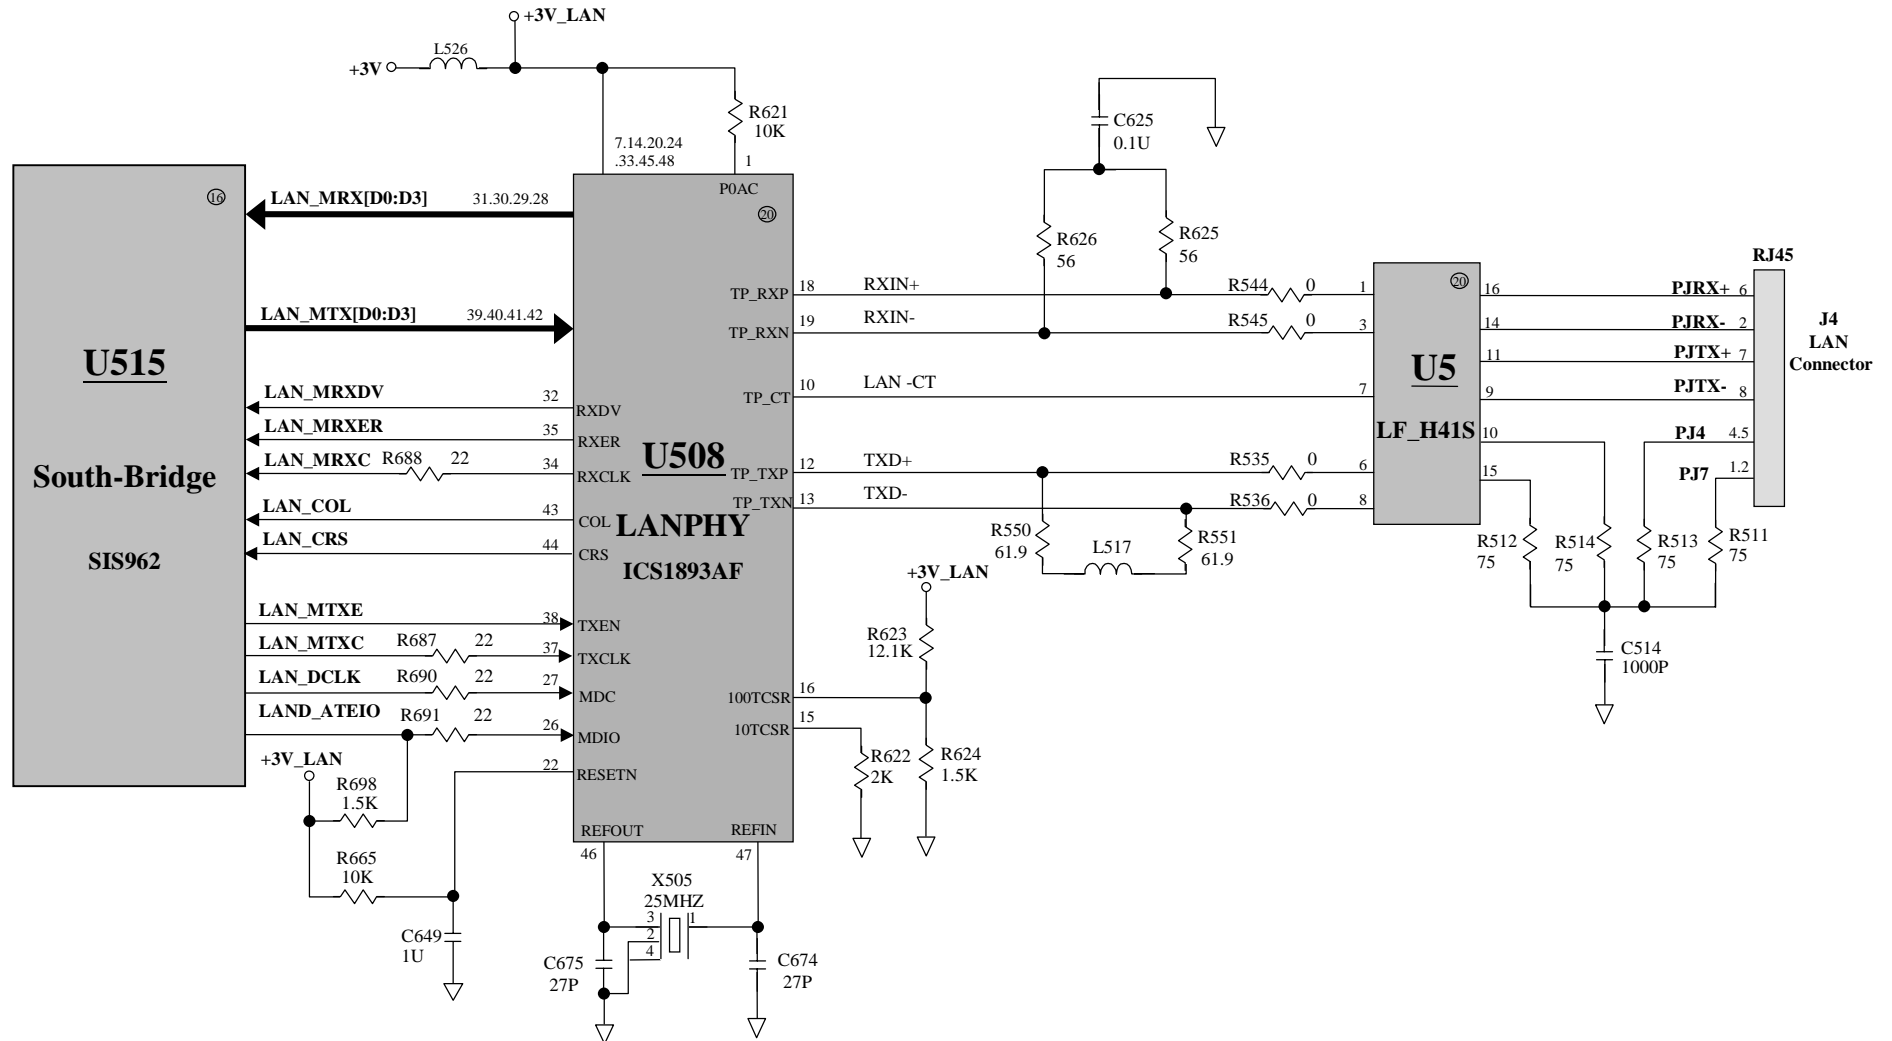 +3V_LAN
L526
+3V
R621
10K
7.14.20.24
.33.45.48
1
C625
0.1U
16
LAN_MRX[D0:D3]
31.30.29.28
P0AC
20
R626
56
R625
56
RJ45
LAN_MTX[D0:D3]
39.40.41.42
TP_RXP
18
RXIN+
R544
0
1
20
16
PJRX+
6
TP_RXN
19
RXIN-
R545
0
3
14
PJRX-
2
J4
LAN
Connector
U515
U5
11
PJTX+
7
LAN_MRXDV
32
RXDV
TP_CT
10
LAN -CT
7
9
PJTX-
8
LAN_MRXER
35
RXER
LF_H41S
10
PJ4
4.5
LAN_MRXC
R688
22
34
RXCLK
U508
TP_TXP
12
TXD+
R535
0
6
15
PJ7
1.2
South-Bridge
TP_TXN
13
TXD-
R536
0
8
LAN_COL
43
COL
LANPHY
LAN_CRS
44
CRS
SIS962
ICS1893AF
R550
61.9
L517
R551
61.9
R512
75
R514
75
R513
75
R511
75
+3V_LAN
LAN_MTXE
38
TXEN
LAN_MTXC
R687
22
37
TXCLK
R623
12.1K
C514
1000P
LAN_DCLK
R690
22
27
MDC
100TCSR
16
LAND_ATEIO
R691
22
26
MDIO
10TCSR
15
+3V_LAN
22
RESETN
R622
2K
R624
1.5K
R698
1.5K
REFOUT
REFIN
46
47
R665
10K
X505
25MHZ
3
2
4
1
C649
1U
C675
27P
C674
27P